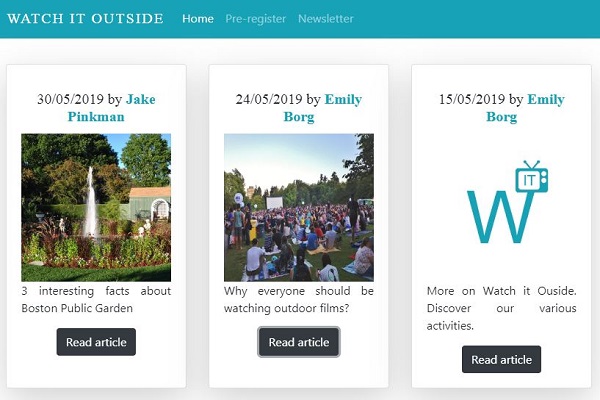 WATCH IT OUTSIDE Home Pre-register Newsletter
30/05/2019 by Jake
Pinkman
3 interesting facts about
Boston Public Garden
Read article
24/05/2019 by Emily
Borg
Why everyone should be
watching outdoor films?
Read article
15/05/2019 by Emily
Borg
W IT
More on Watch it Ouside.
Discover our various
activities.
Read article